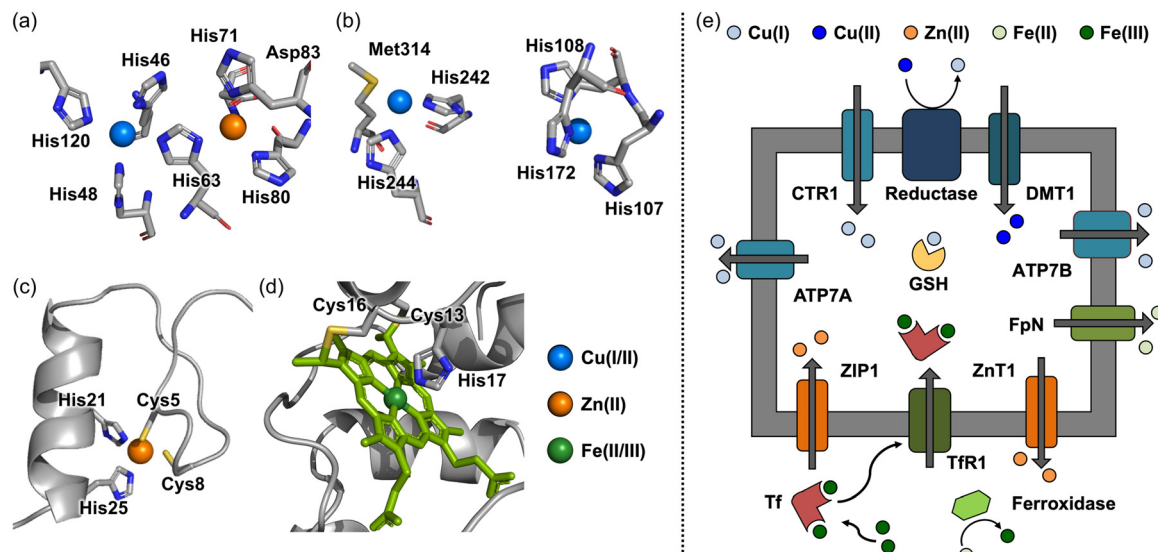 (a)
His46
His71
Asp83
His120
His48
His63
His80
(b)
Met314
His242
His244
His108
His172
His107
(c)
His21
Cys5
His25
Cys8
(d)
Cys16
Cys13
His17
Cu(I/II)
Zn(II)
Fe(II/III)
(e)
Cu(I) Cu(II) Zn(II) Fe(II) Fe(III)
CTR1
Reductase
DMT1
ATP7A
GSH
ATP7B
FpN
ZIP1
ZnT1
TfR1
Tf
Ferroxidase